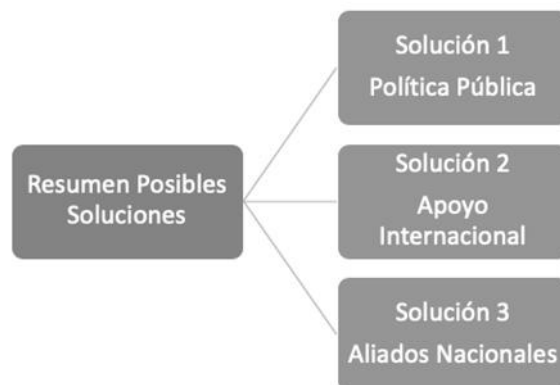 Resumen Posibles
Soluciones
Solución 1
Política Pública
Solución 2
Apoyo
Internacional
Solución 3
Aliados Nacionales